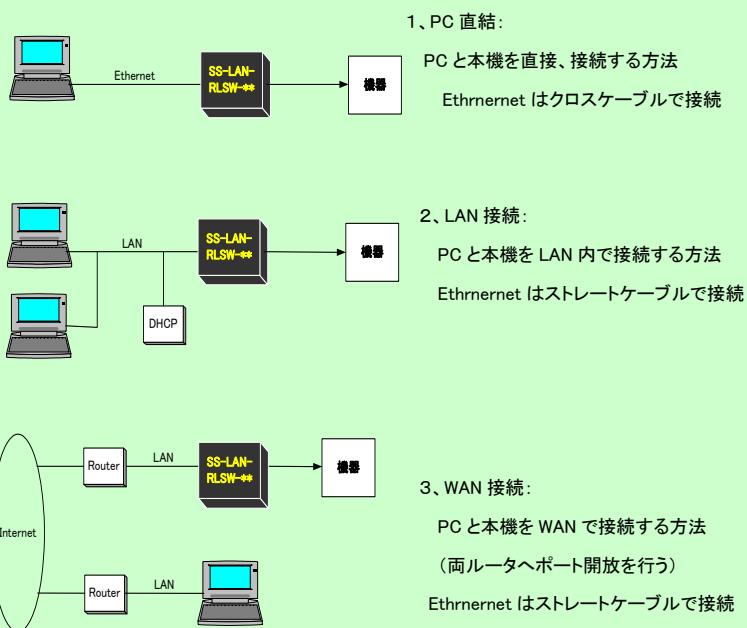 1、PC 直結:
PC と本機を直接、接続する方法
Ethrnernet はクロスケーブルで接続
Ethernet
SS-LAN-
RLSW-**
機器
2、LAN 接続:
PC と本機を LAN 内で接続する方法
Ethrnernet はストレートケーブルで接続
LAN
SS-LAN-
RLSW-**
機器
DHCP
3、WAN 接続:
PC と本機を WAN で接続する方法
（両ルータへポート開放を行う）
Ethrnernet はストレートケーブルで接続
Internet
Router
LAN
SS-LAN-
RLSW-**
機器
Router
LAN